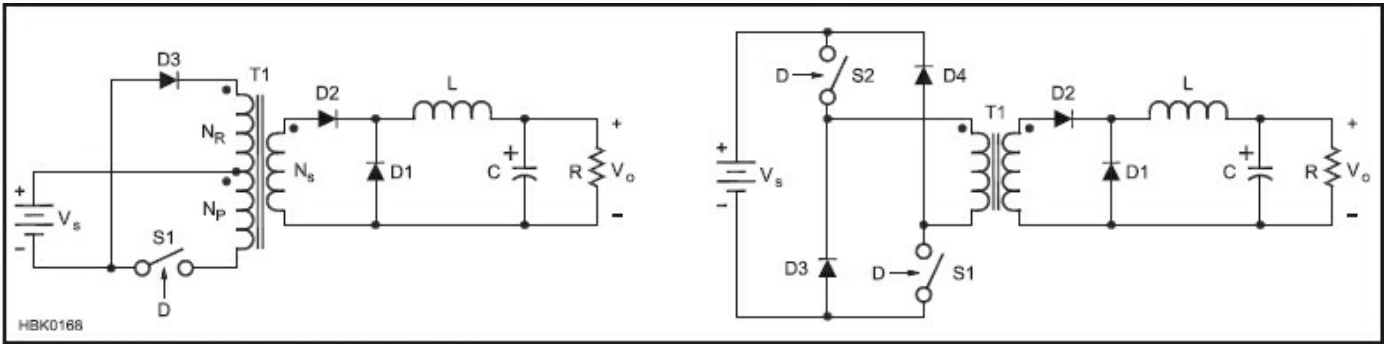 D3
T1
N_R
N_P
N_s
D2
L
D1
C
+
R
+
V_o
-
+
V_s
-
S1
D
HBK0168
D
S2
D4
T1
D2
L
+
V_s
-
D1
C
+
R
+
V_o
-
D3
D
S1